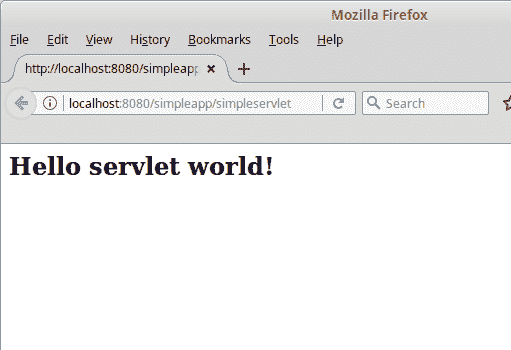 Mozilla Firefox
File Edit View History Bookmarks Tools Help
http://localhost:8080/simpleapp
localhost:8080/simpleapp/simpleservlet
Search
Hello servlet world!